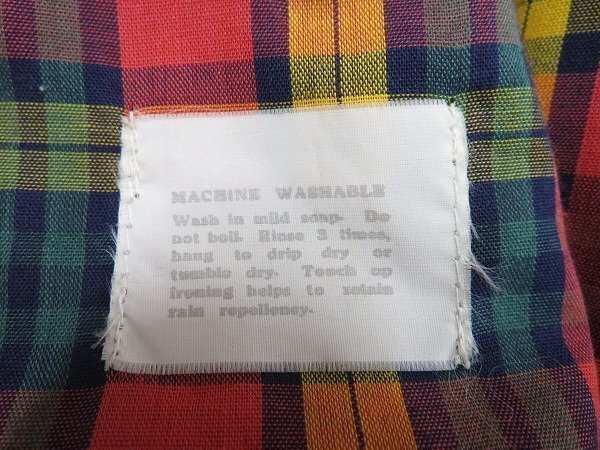 MACHINE WASHABLE
Wash in mild soap. Do
not boil. Rinse 3 times,
hang to drip dry or
tumble dry. Touch up
ironing helps to retain
rain repellency.